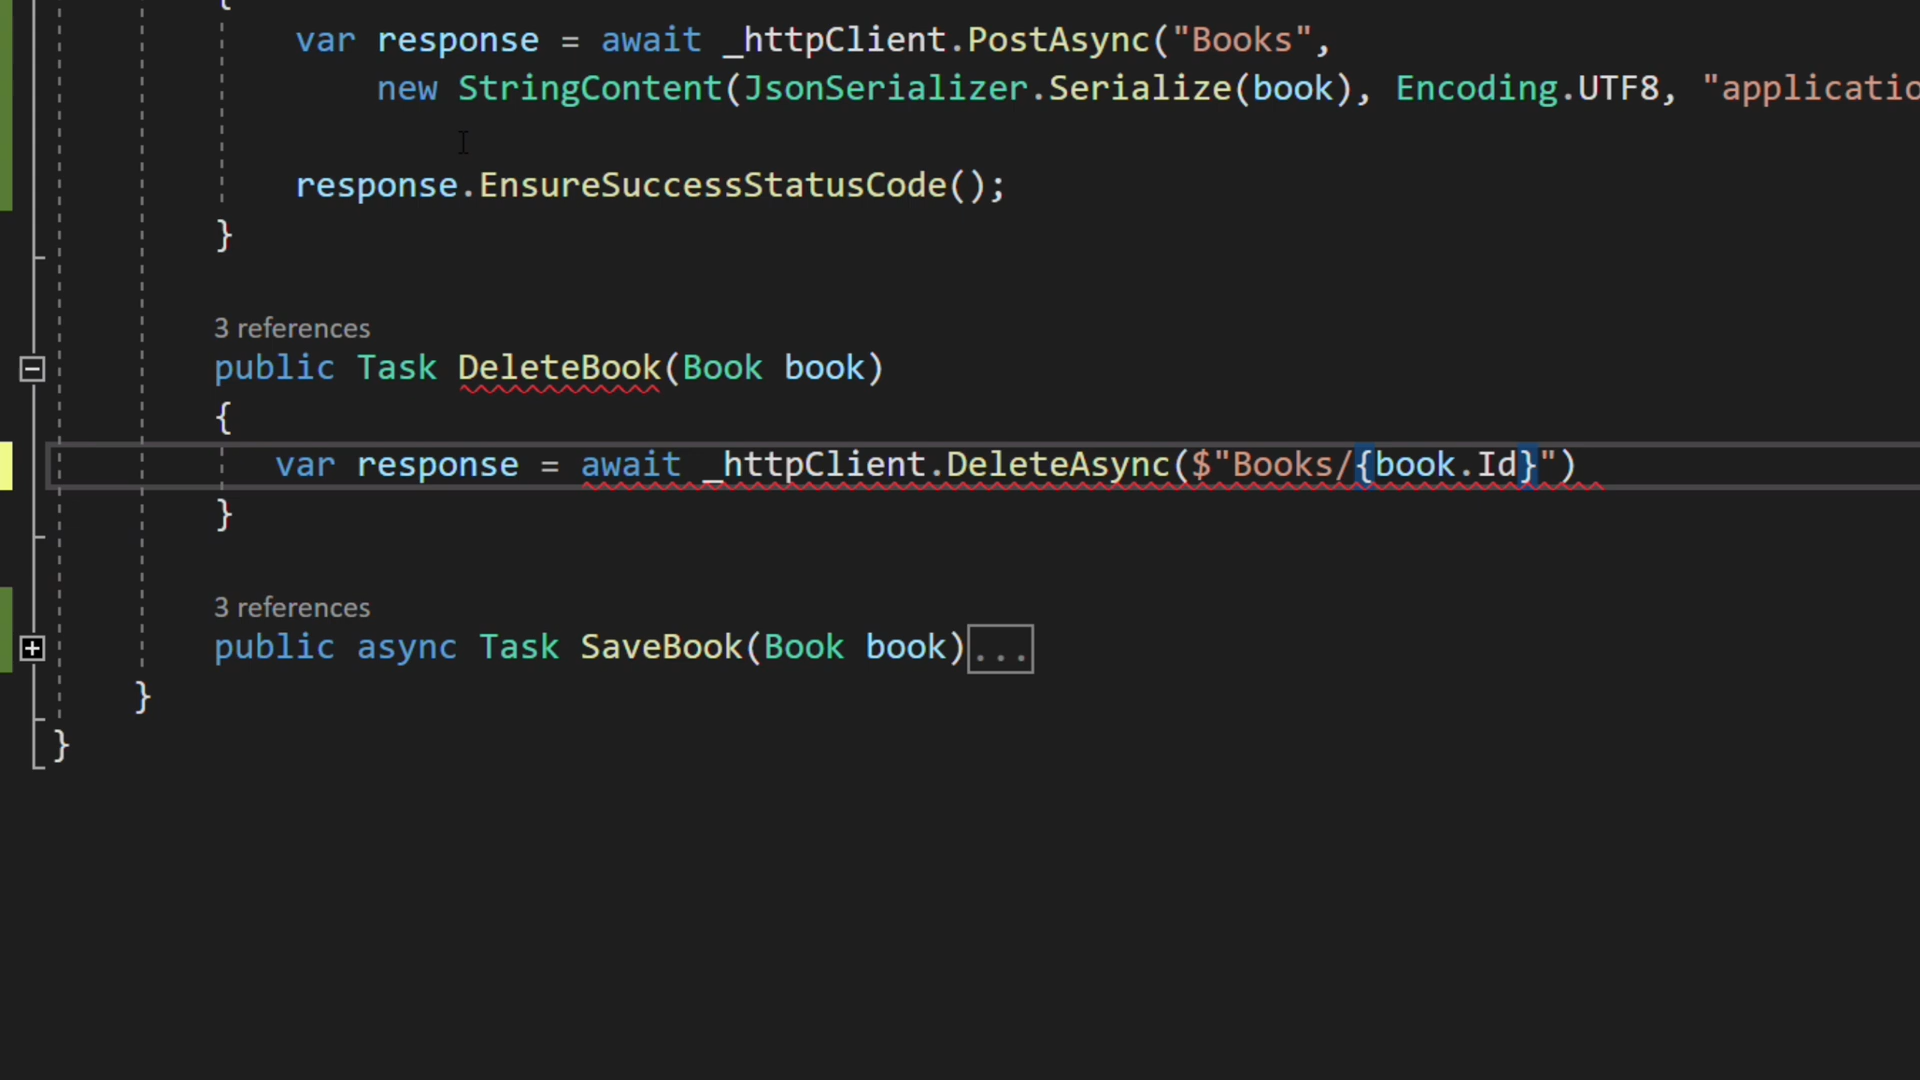 {
var response = await _httpClient.PostAsync("Books",
new StringContent(JsonSerializer.Serialize(book), Encoding.UTF8, "applicatio
response.EnsureSuccessStatusCode();
}
3 references
public Task DeleteBook(Book book)
{
var response = await _httpClient.DeleteAsync($"Books/{book.Id}")
}
3 references
public async Task SaveBook(Book book)...
}
}